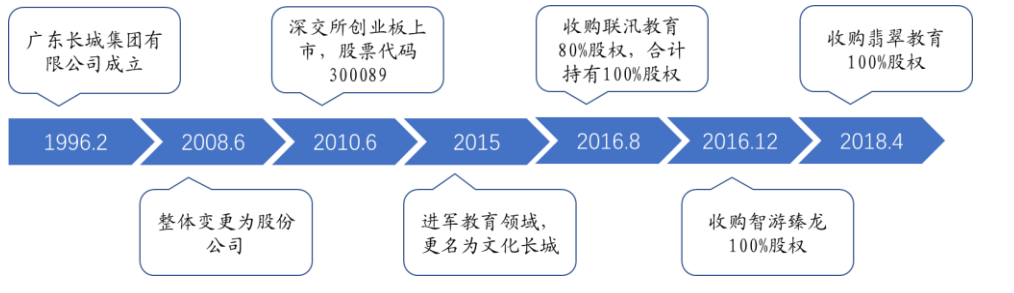 广东长城集团有
限公司成立
深交所创业板上
市，股票代码
300089
收购联汛教育
80%股权，合计
持有100%股权
收购翡翠教育
100%股权
1996.2
2008.6
2010.6
2015
2016.8
2016.12
2018.4
整体变更为股份
公司
进军教育领域，
更名为文化长城
收购智游臻龙
100%股权